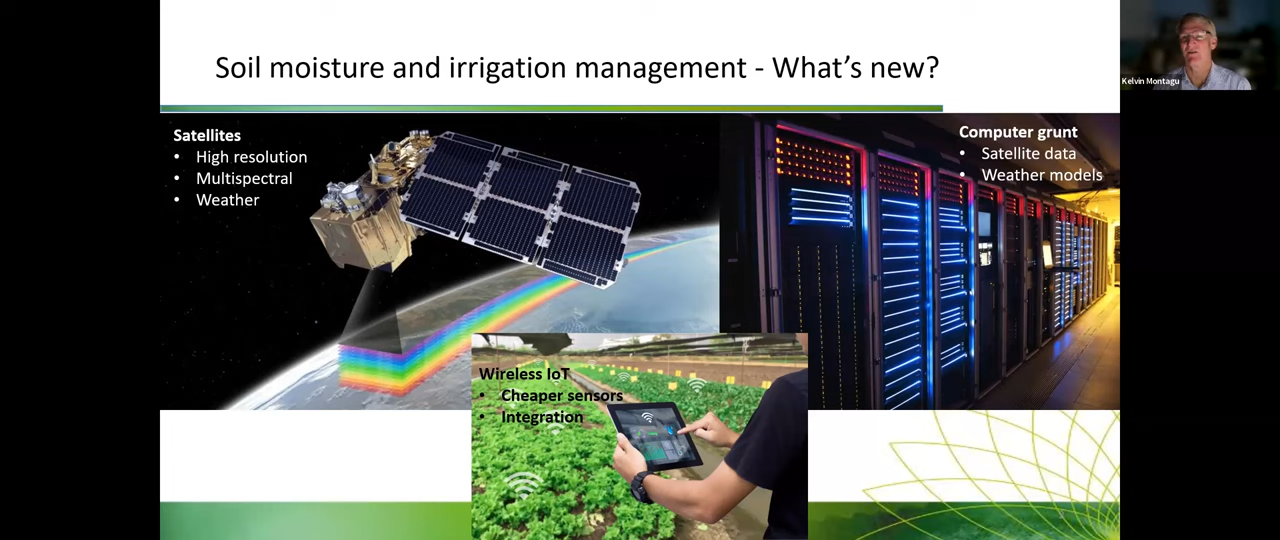 Soil moisture and irrigation management - What's new?
Kelvin Montagu
Satellites
• High resolution
• Multispectral
• Weather
Computer grunt
• Satellite data
• Weather models
Wireless IoT
• Cheaper sensors
• Integration